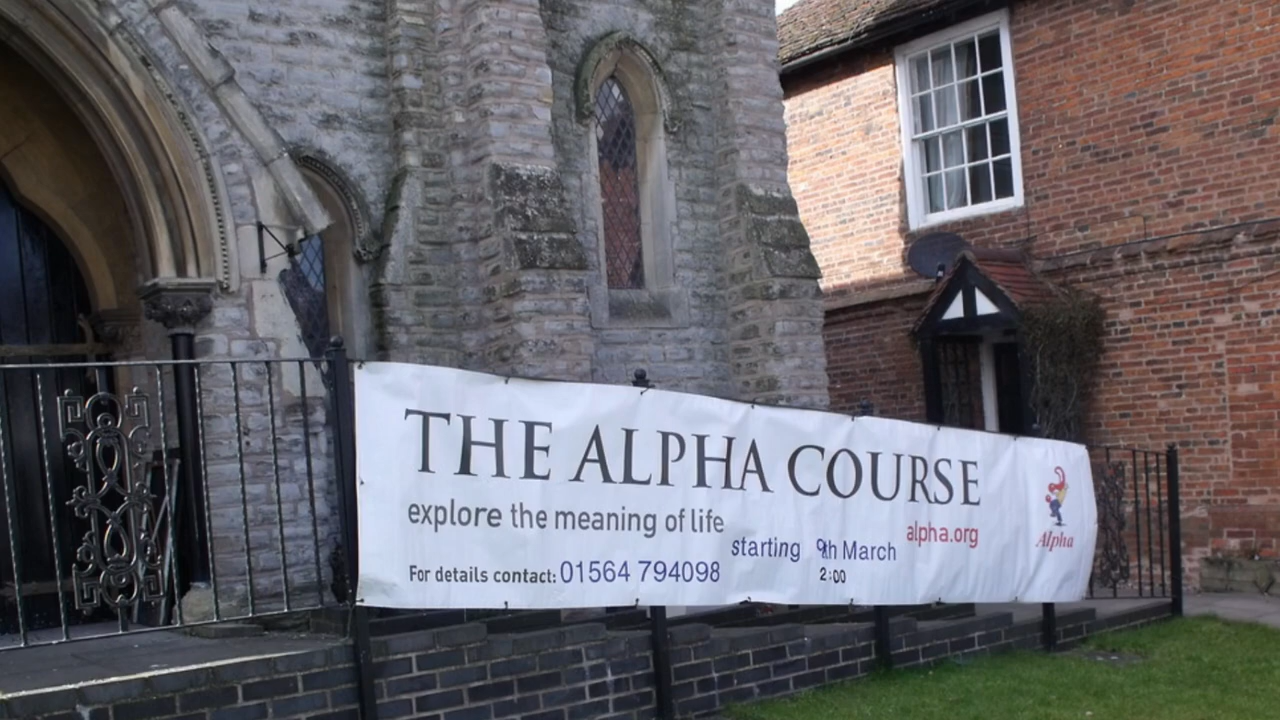 THE ALPHA COURSE
explore the meaning of life
starting 9th March
2:00
alpha.org
For details contact: 01564 794098
Alpha